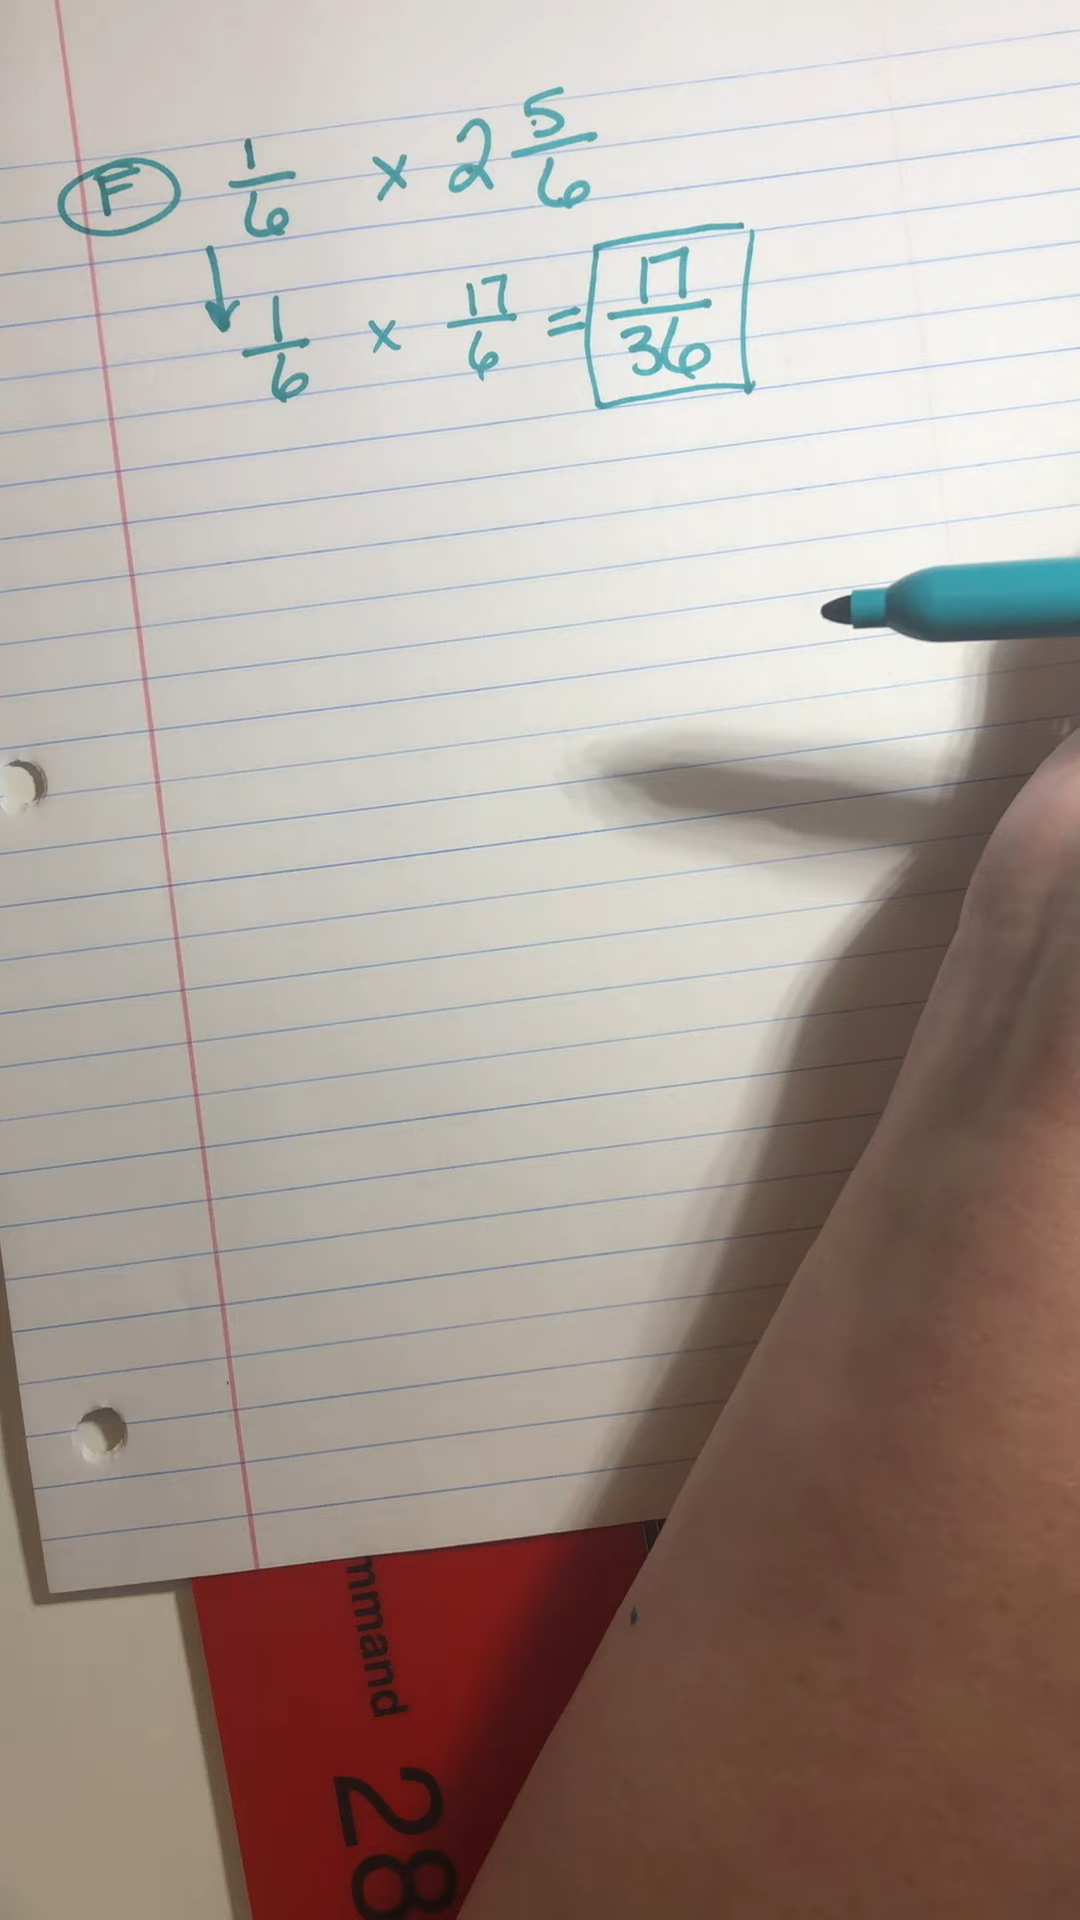 F 1/6 × 2 5/6
↓ 1/6 × 17/6 = 17/36
mmand
28